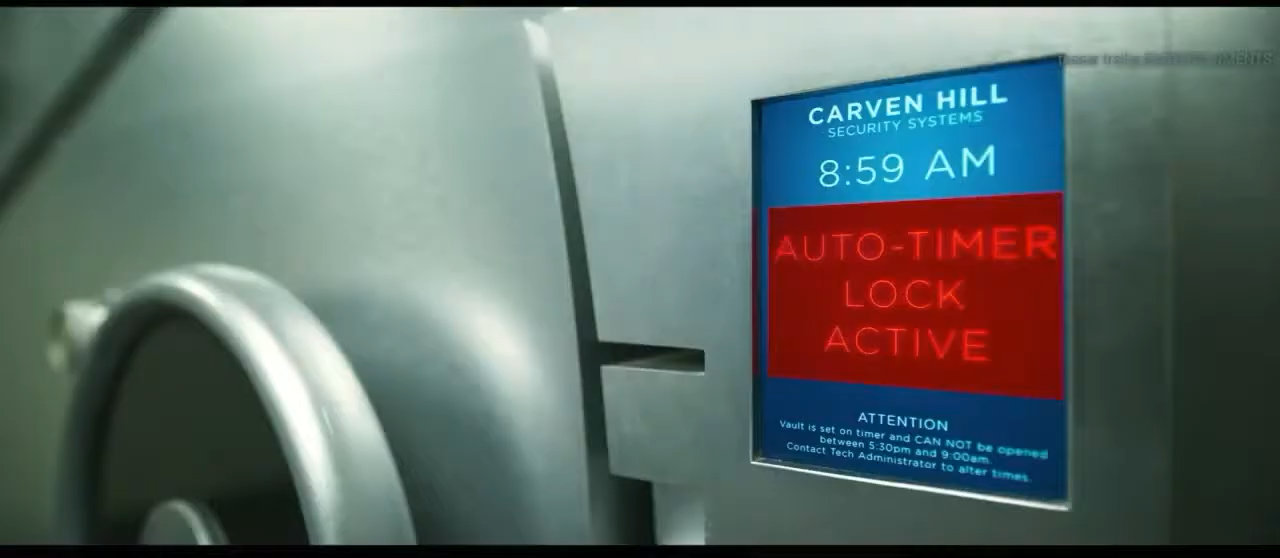 CARVEN HILL
SECURITY SYSTEMS
8:59 AM
AUTO-TIMER
LOCK
ACTIVE
ATTENTION
Vault is set on timer and CAN NOT be opened
between 5:30pm and 9:00am.
Contact Tech Administrator to alter times.